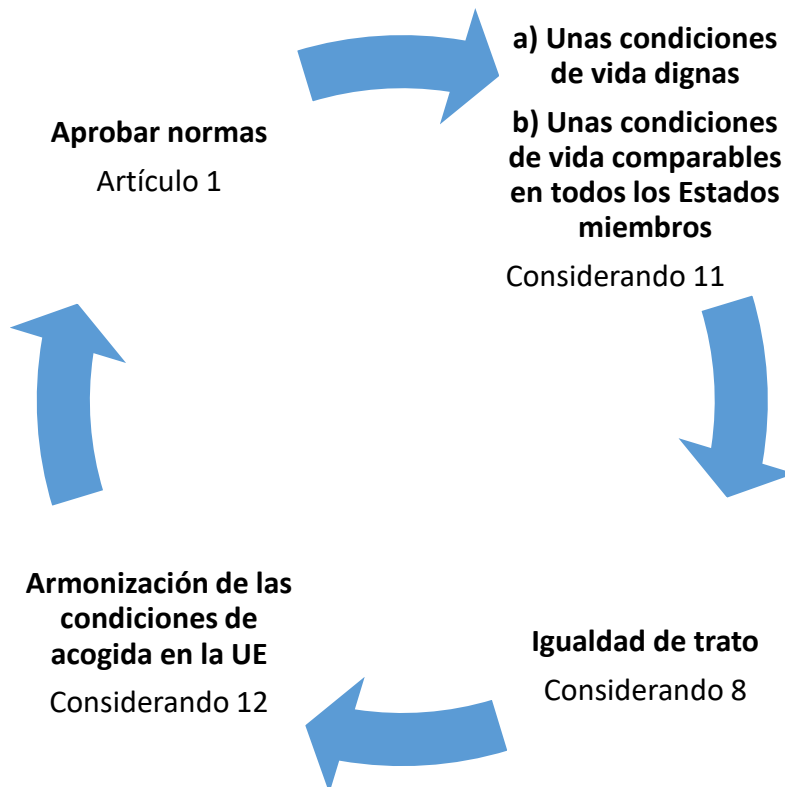 Aprobar normas
Artículo 1
a) Unas condiciones
de vida dignas
b) Unas condiciones
de vida comparables
en todos los Estados
miembros
Considerando 11
Igualdad de trato
Considerando 8
Armonización de las
condiciones de
acogida en la UE
Considerando 12